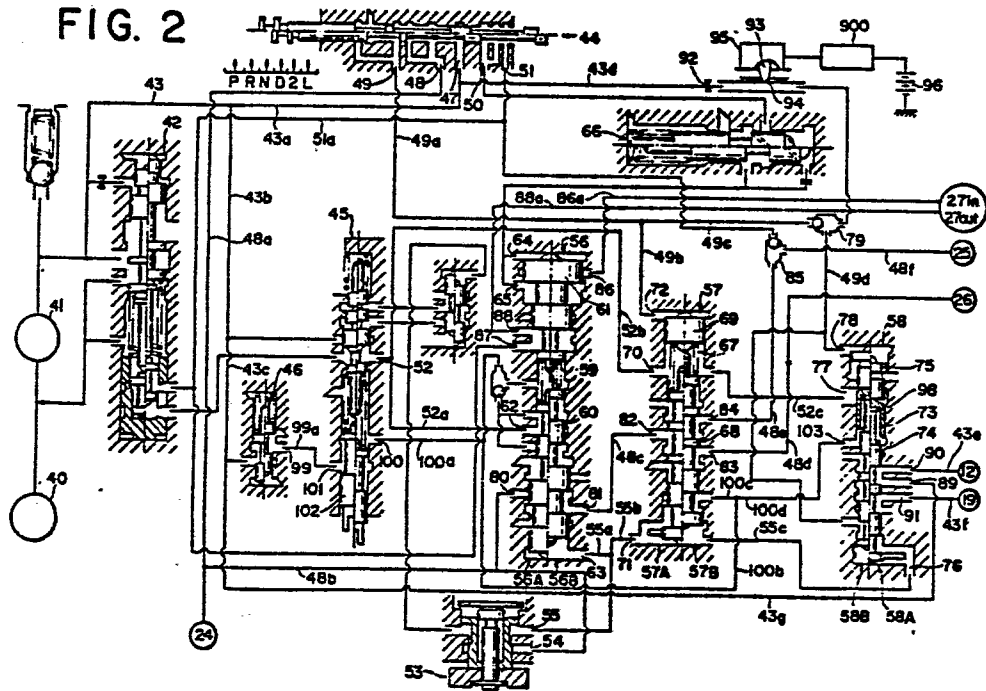 FIG. 2
44
95 93 900
92 94 96
49 48 47 50 51 43d
PRND2L
43 42 43a 51a 49a
66
43b 48a
88a 86a
27in
27out
45 64 56 49c 79
25
41 86 49b 85 48f
65 61 72 57 49d
26
88 87 52b 69 78 58
43c 52 70 67 77 75
46 59 98
62 60 82 84 52c 73
99a 52a 48e 103 74
99 100 100a 68
101 48c 83 48d 90 43e
12
102 80 81 100c 89
19
55b 100d 91 43f
55a 71 55c
48b 56A 56B 63 57A 57B 100b 76
43g 58B 58A
40 24 55
54
53